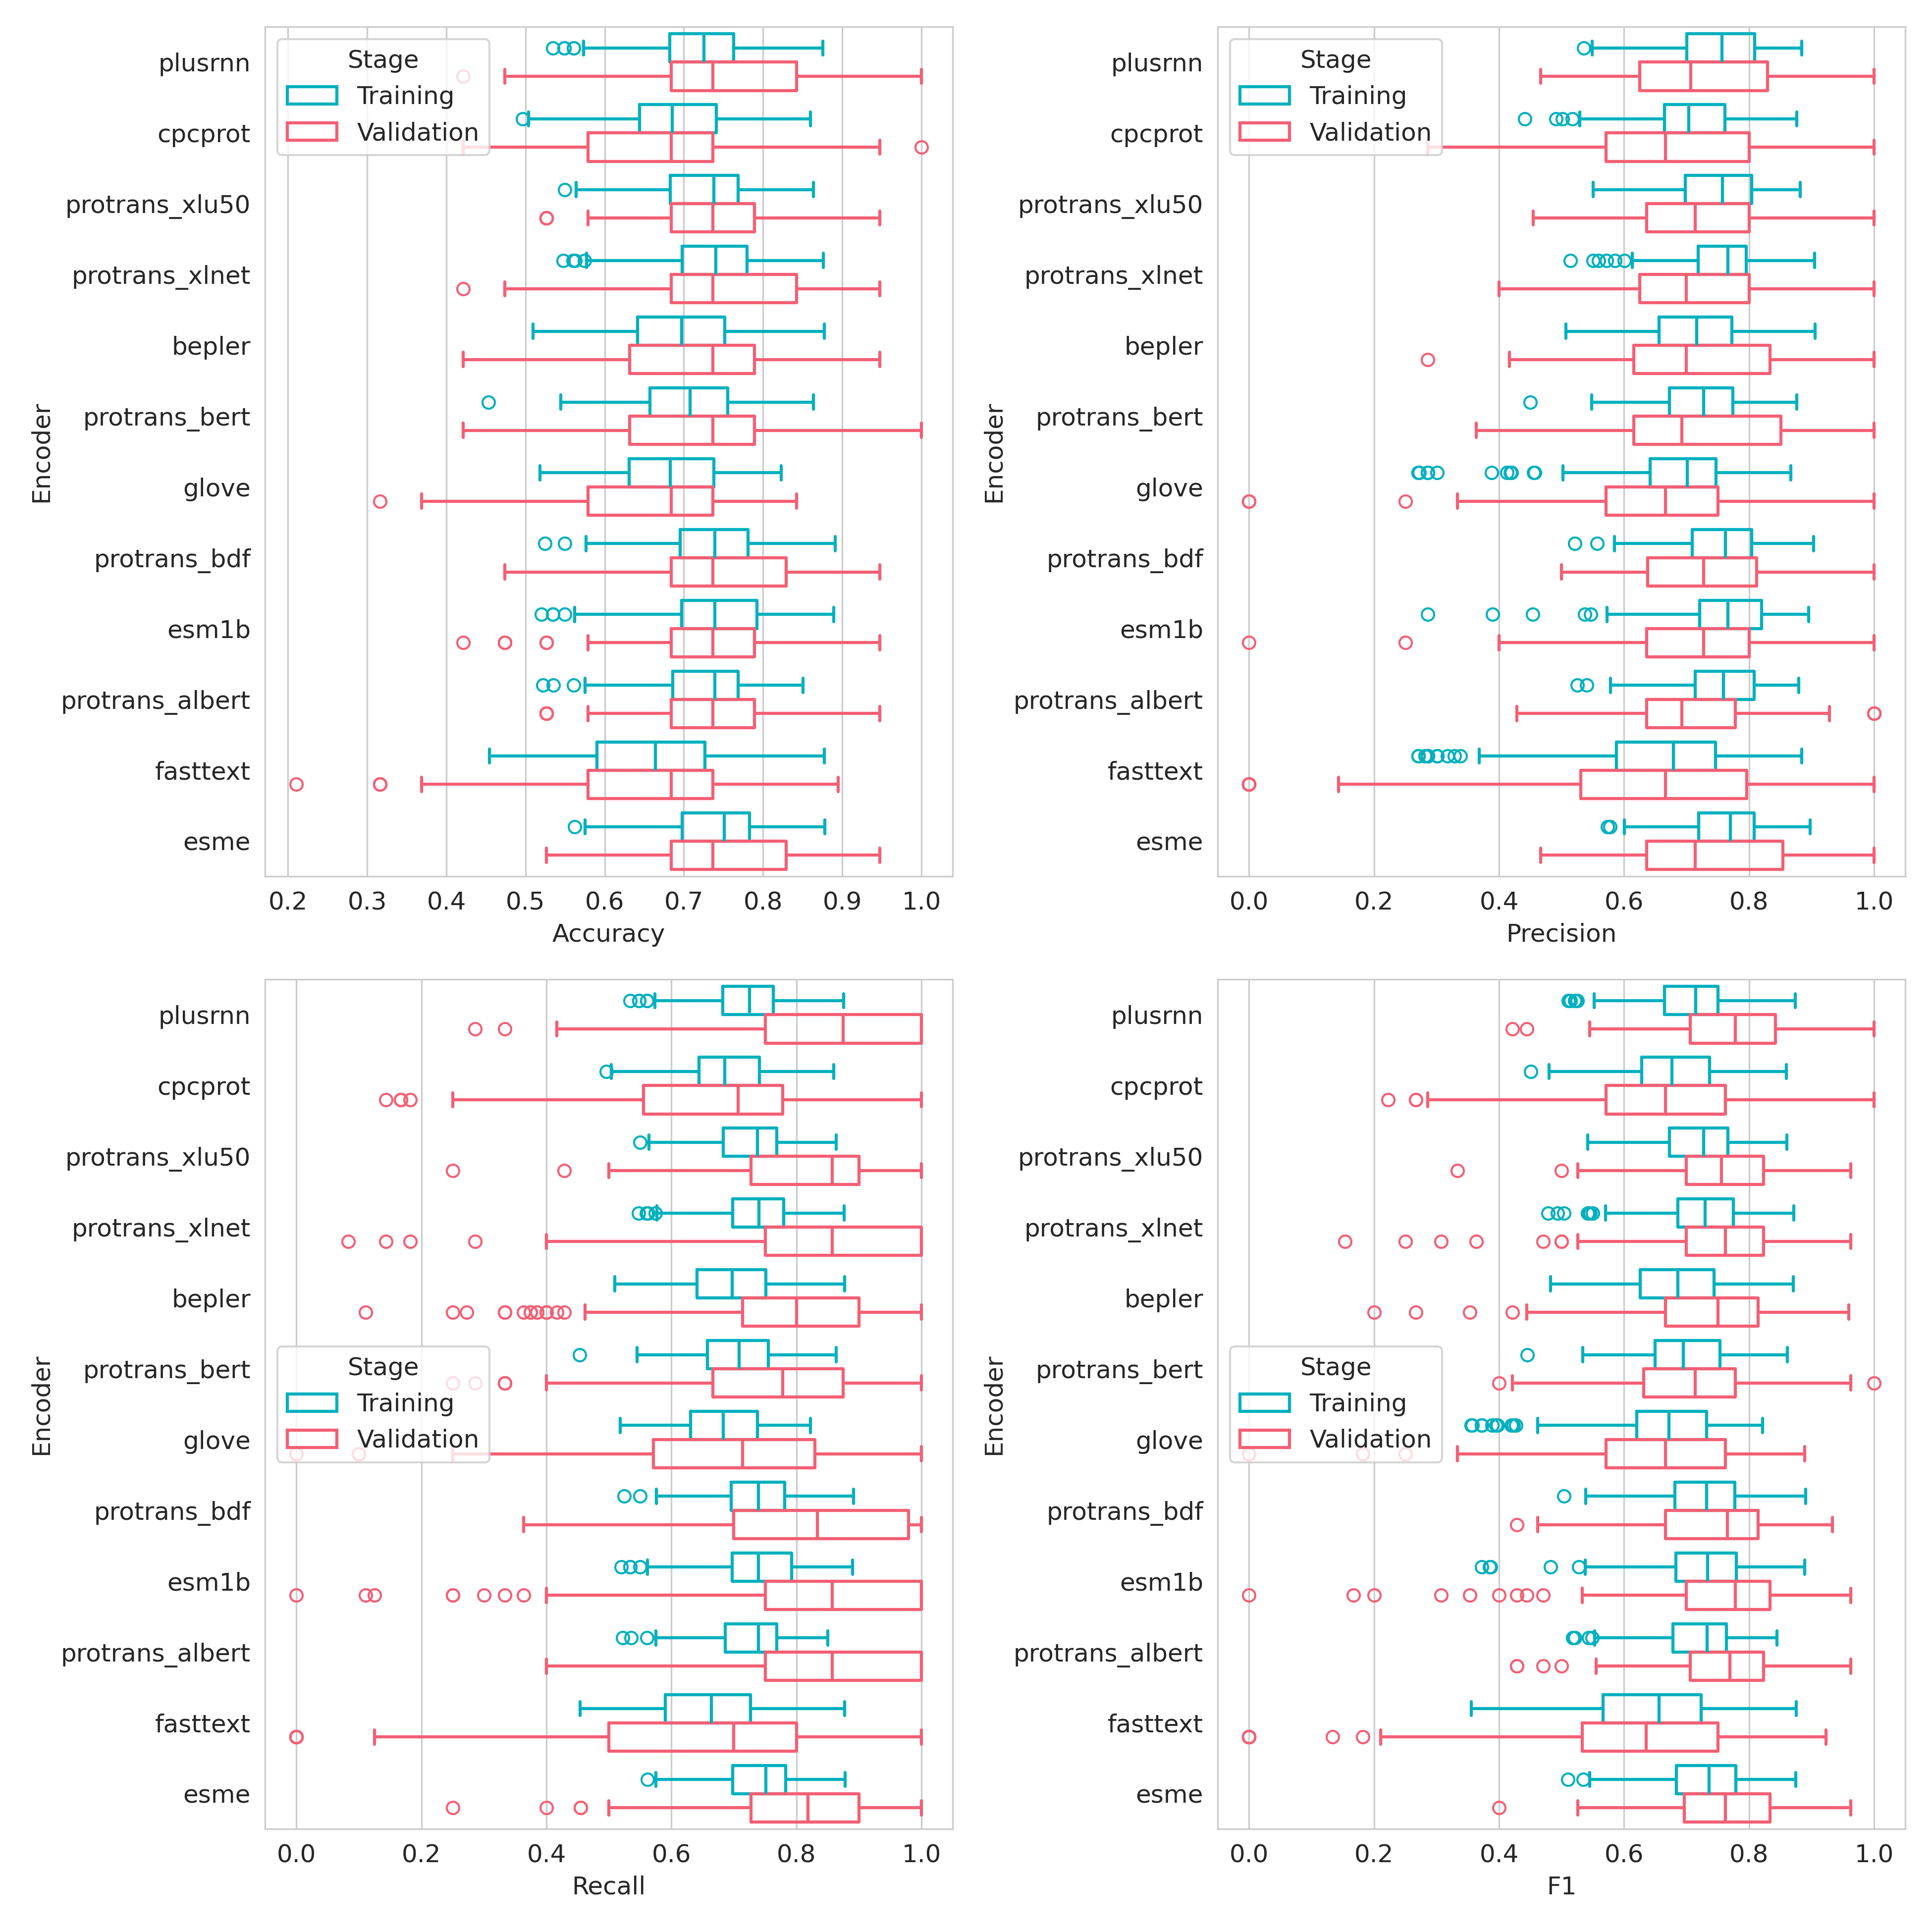 plusrnn
cpcprot
protrans_xlu50
protrans_xlnet
bepler
protrans_bert
glove
protrans_bdf
esm1b
protrans_albert
fasttext
esme
Encoder
Stage
Training
Validation
0.2 0.3 0.4 0.5 0.6 0.7 0.8 0.9 1.0
Accuracy
plusrnn
cpcprot
protrans_xlu50
protrans_xlnet
bepler
protrans_bert
glove
protrans_bdf
esm1b
protrans_albert
fasttext
esme
Encoder
Stage
Training
Validation
0.0 0.2 0.4 0.6 0.8 1.0
Precision
plusrnn
cpcprot
protrans_xlu50
protrans_xlnet
bepler
protrans_bert
glove
protrans_bdf
esm1b
protrans_albert
fasttext
esme
Encoder
Stage
Training
Validation
0.0 0.2 0.4 0.6 0.8 1.0
Recall
plusrnn
cpcprot
protrans_xlu50
protrans_xlnet
bepler
protrans_bert
glove
protrans_bdf
esm1b
protrans_albert
fasttext
esme
Encoder
Stage
Training
Validation
0.0 0.2 0.4 0.6 0.8 1.0
F1